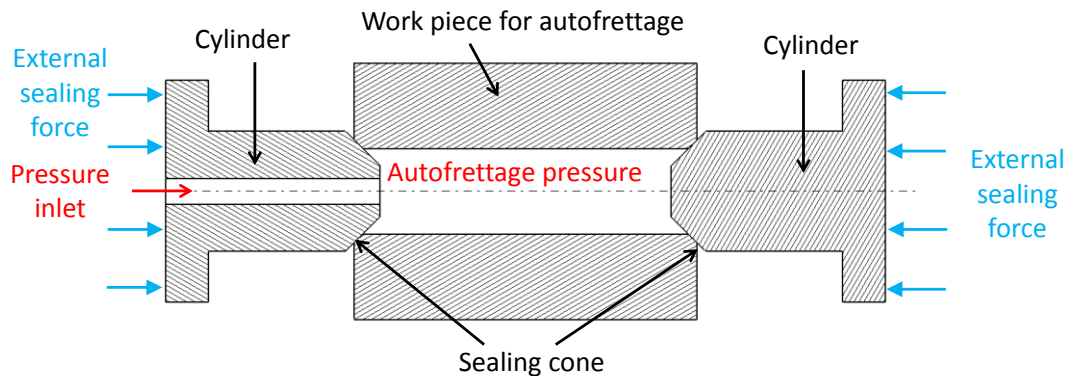 Work piece for autofrettage
Cylinder
Cylinder
External
sealing
force
Pressure
inlet
Autofrettage pressure
External
sealing
force
Sealing cone